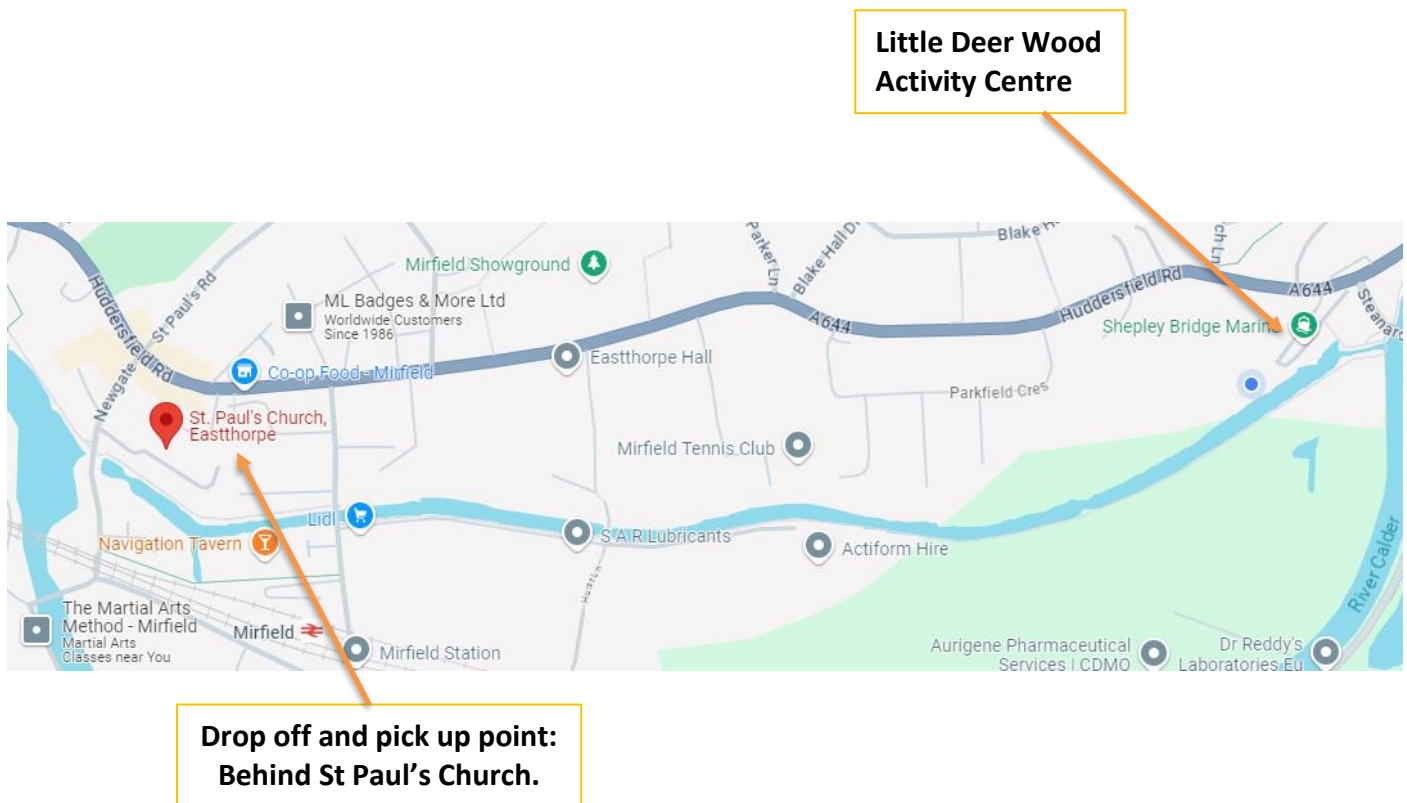 Little Deer Wood
Activity Centre
Parker Ln
Blake Hall D
Blake H
ch Ln
Mirfield Showground
St Paul's Rd
Huddersfield Rd
ML Badges & More Ltd
Worldwide Customers
Since 1986
A644
Huddersfield Rd
A644
Steanard
Shepley Bridge Marina
Eastthorpe Hall
Co-op Food - Mirfield
Parkfield Cres
Newgate
St. Paul's Church,
Eastthorpe
Mirfield Tennis Club
Lidl
Navigation Tavern
S A R Lubricants
Actiform Hire
River Calder
The Martial Arts
Method - Mirfield
Martial Arts
Classes near You
Mirfield
Mirfield Station
Aurigene Pharmaceutical
Services | CDMO
Dr Reddy's
Laboratories Eu
Drop off and pick up point:
Behind St Paul’s Church.